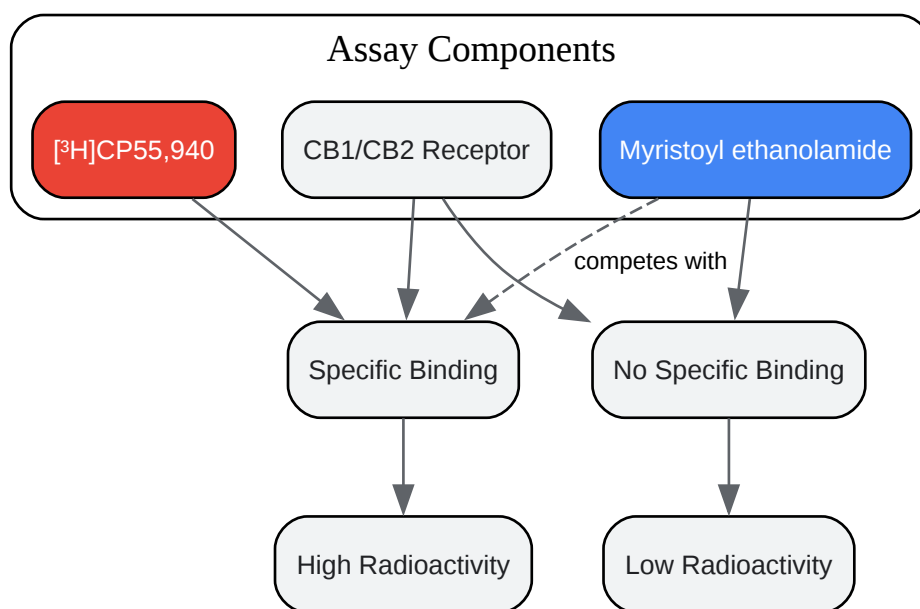 Assay Components
[³H]CP55,940
CB1/CB2 Receptor
Myristoyl ethanolamide
competes with
Specific Binding
No Specific Binding
High Radioactivity
Low Radioactivity